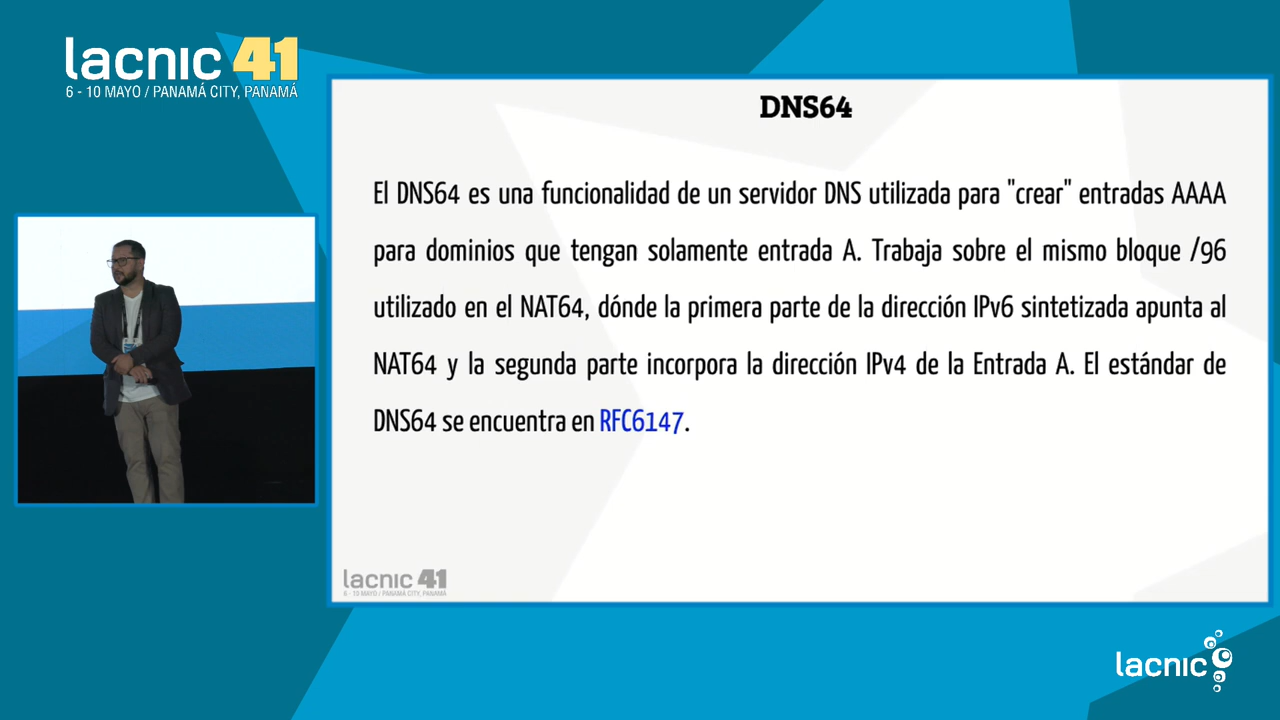 lacnic 41
6 - 10 MAYO / PANAMÁ CITY, PANAMÁ
DNS64
El DNS64 es una funcionalidad de un servidor DNS utilizada para "crear" entradas AAAA
para dominios que tengan solamente entrada A. Trabaja sobre el mismo bloque /96
utilizado en el NAT64, dónde la primera parte de la dirección IPv6 sintetizada apunta al
NAT64 y la segunda parte incorpora la dirección IPv4 de la Entrada A. El estándar de
DNS64 se encuentra en RFC6147.
lacnic 41
6 - 10 MAYO / PANAMÁ CITY, PANAMÁ
lacnic